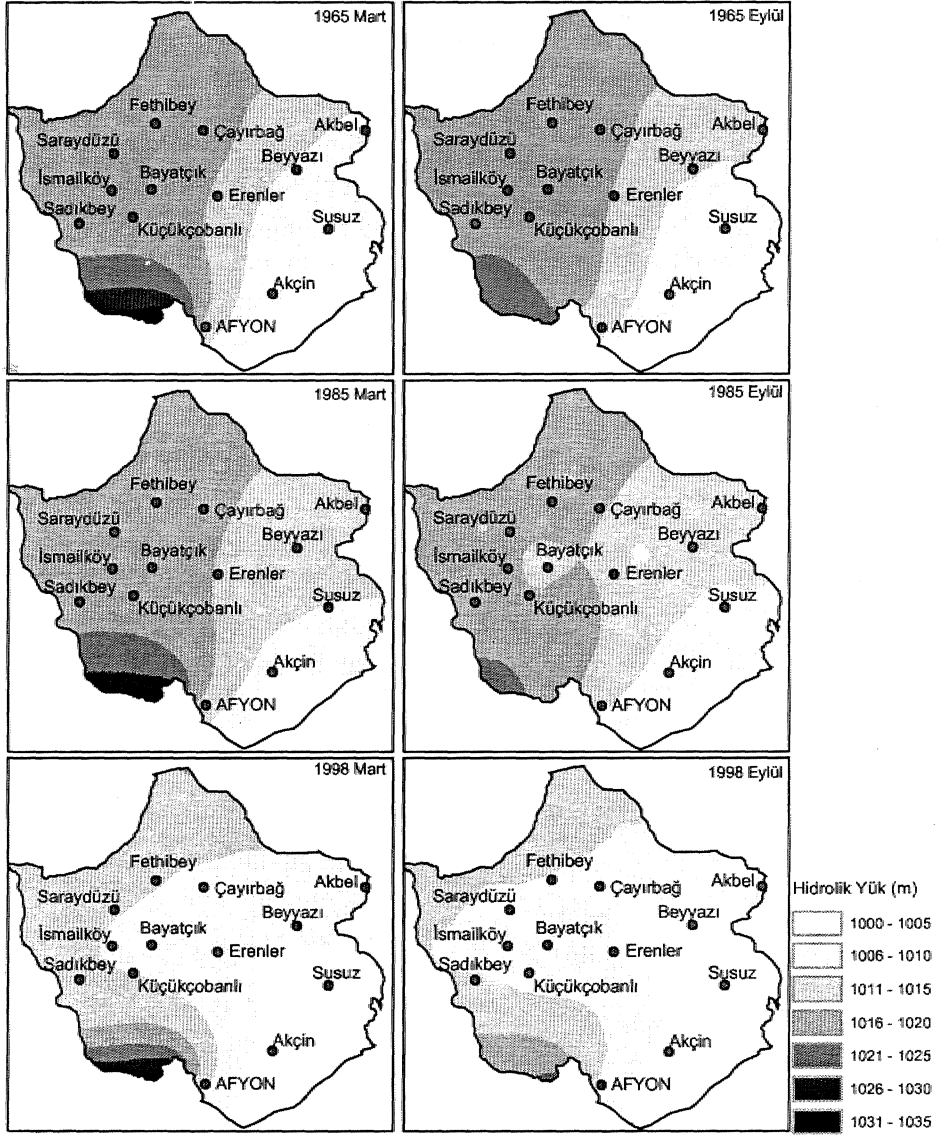 1965 Mart
Fethibey
Çayırbağ
Akbel
Saraydüzü
Beyyazı
İsmailköy
Bayatçık
Erenler
Sadıkbey
Küçükçobanlı
Susuz
Akçin
AFYON
1965 Eylül
Fethibey
Çayırbağ
Akbel
Saraydüzü
Beyyazı
İsmailköy
Bayatçık
Erenler
Sadıkbey
Küçükçobanlı
Susuz
Akçin
AFYON
1985 Mart
Fethibey
Çayırbağ
Akbel
Saraydüzü
Beyyazı
İsmailköy
Bayatçık
Erenler
Sadıkbey
Küçükçobanlı
Susuz
Akçin
AFYON
1985 Eylül
Fethibey
Çayırbağ
Akbel
Saraydüzü
Beyyazı
İsmailköy
Bayatçık
Erenler
Sadıkbey
Küçükçobanlı
Susuz
Akçin
AFYON
1998 Mart
Fethibey
Çayırbağ
Akbel
Saraydüzü
Beyyazı
İsmailköy
Bayatçık
Erenler
Sadıkbey
Küçükçobanlı
Susuz
Akçin
AFYON
1998 Eylül
Fethibey
Çayırbağ
Akbel
Saraydüzü
Beyyazı
İsmailköy
Bayatçık
Erenler
Sadıkbey
Küçükçobanlı
Susuz
Akçin
AFYON
Hidrolik Yük (m)
1000 - 1005
1006 - 1010
1011 - 1015
1016 - 1020
1021 - 1025
1026 - 1030
1031 - 1035